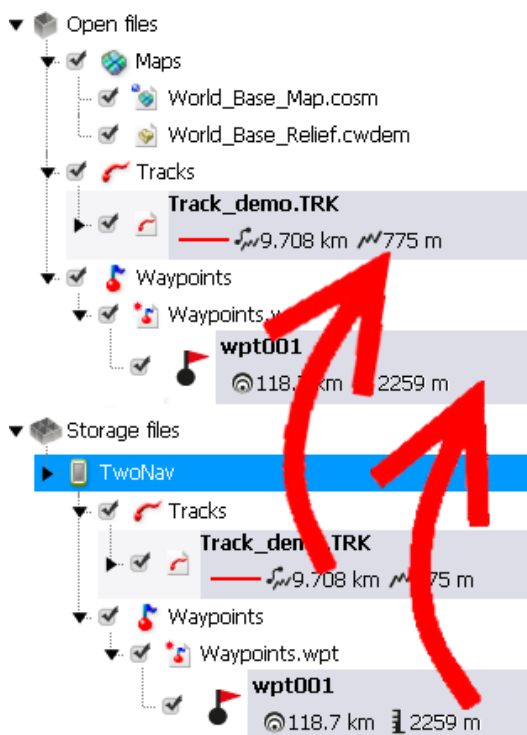 Open files
Maps
World_Base_Map.cosm
World_Base_Relief.cwdem
Tracks
Track_demo.TRK
9.708 km 775 m
Waypoints
wpt001
2259 m
Storage files
TwoNav
Tracks
9.708 km
Waypoints
Waypoints.wpt
wpt001
118.7 km 2259 m